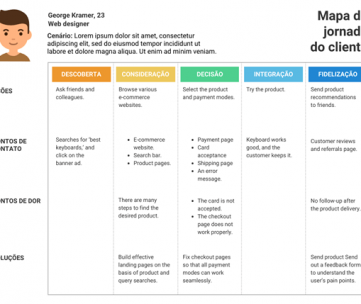 George Kramer, 23
Web designer
Cenário: Lorem ipsum dolor sit amet, consectetur
adipiscing elit, sed do eiusmod tempor incididunt ut
labore et dolore magna aliqua. Ut enim ad minim veniam.
Mapa d
jornad
do client
DESCOBERTA
CONSIDERAÇÃO
DECISÃO
INTEGRAÇÃO
FIDELIZAÇÃO
ÇÕES
Ask friends and
colleagues.
Browse various
e-commerce
websites.
Select the product
and payment modes.
Try the product.
Send product
recommendations
to friends.
ONTOS DE
ONTATO
Searches for 'best
keyboards,' and
click on the
banner ad.
• E-commerce
website.
• Search bar.
• Product pages.
• Payment page
• Card
acceptance
• Shipping page
• An error
message.
Keyboard works
good, and the
customer keeps it.
Customer reviews
and referrals page.
ONTOS DE DOR
There are many
steps to find the
desired product.
• The card is not
accepted.
• The checkout
page does not
work properly.
No follow-up after
the product delivery.
LUÇÕES
Build effective
landing pages on the
basis of product and
query searches.
Fix checkout pages
so that all payment
modes can work
seamlessly.
Send product Send
out a feedback form
to understand the
user's pain points.